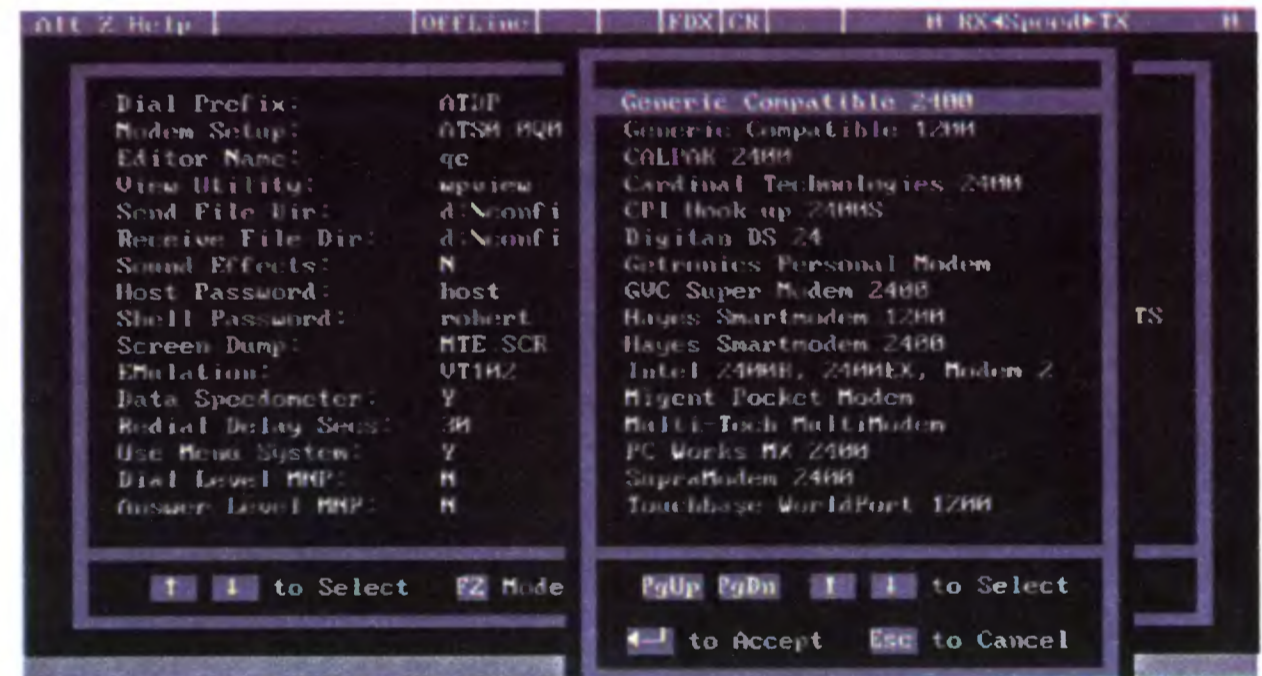 Alt Z Help OffLine FDX CR RX◄Speed►TX
Dial Prefix: ATDP
Modem Setup:
Editor Name: qe
View Utility: wpview
Send File Dir: d:\confi
Receive File Dir: d:\confi
Sound Effects: N
Host Password: host
Shell Password: robert
Screen Dump: MTE.SCR
EMulation: VT102
Data Speedometer: Y
Redial Delay Secs: 30
Use Menu System: Y
Dial Level MNP:
Answer Level MNP:
↑ ↓ to Select F2 Mode
Generic Compatible 2400
Generic Compatible 1200
CALPAK 2400
Cardinal Technologies 2400
CPI Hook up 2400S
Digitan DS 24
Getronics Personal Modem
GVC Super Modem 2400
Hayes Smartmodem 1200
Hayes Smartmodem 2400
Intel 2400B, 2400EX, Modem 2
Migent Pocket Modem
Multi-Tech MultiModem
PC Works MX 2400
SupraModem 2400
Touchbase WorldPort 1200
PgUp PgDn ↑ ↓ to Select
◄─┘ to Accept Esc to Cancel
TS